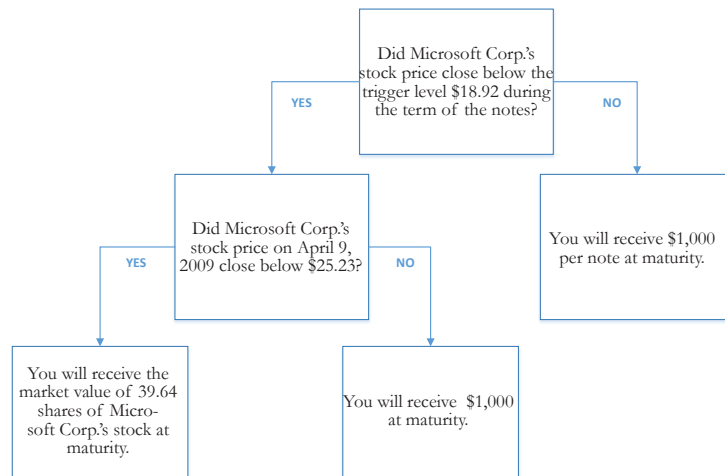 Did Microsoft Corp.'s
stock price close below the
trigger level $18.92 during
the term of the notes?
YES
NO
Did Microsoft Corp.'s
stock price on April 9,
2009 close below $25.23?
You will receive $1,000
per note at maturity.
YES
NO
You will receive the
market value of 39.64
shares of Micro-
soft Corp.'s stock at
maturity.
You will receive $1,000
at maturity.